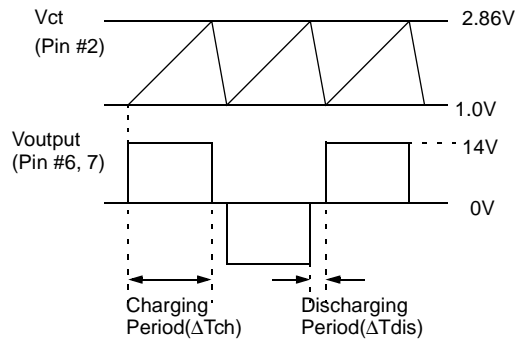 Vct
(Pin #2)
2.86V
1.0V
Voutput
(Pin #6, 7)
14V
0V
Charging
Period(ΔTch)
Discharging
Period(ΔTdis)